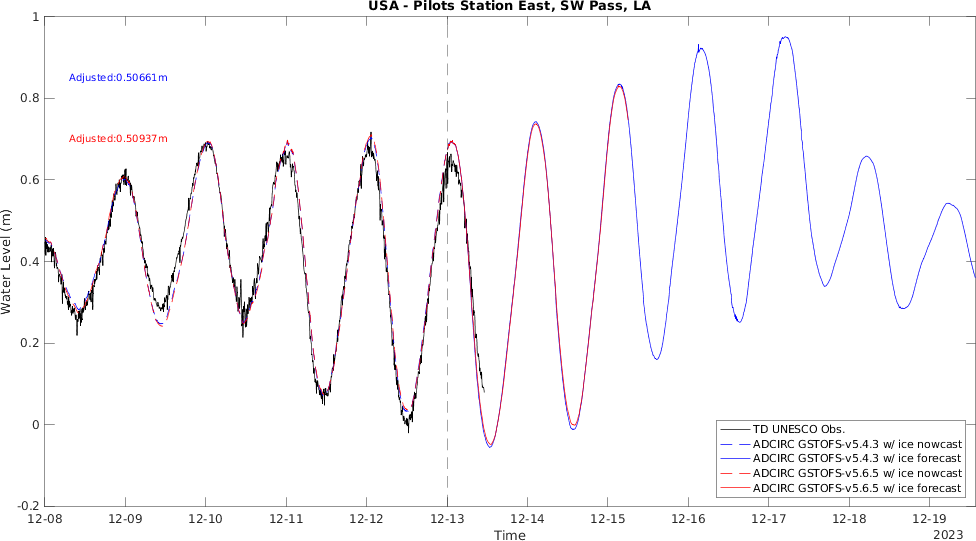 USA - Pilots Station East, SW Pass, LA
1
0.8
0.6
0.4
0.2
0
-0.2
Water Level (m)
Adjusted:0.50661m
Adjusted:0.50937m
TD UNESCO Obs.
ADCIRC GSTOFS-v5.4.3 w/ ice nowcast
ADCIRC GSTOFS-v5.4.3 w/ ice forecast
ADCIRC GSTOFS-v5.6.5 w/ ice nowcast
ADCIRC GSTOFS-v5.6.5 w/ ice forecast
12-08 12-09 12-10 12-11 12-12 12-13 12-14 12-15 12-16 12-17 12-18 12-19
2023
Time